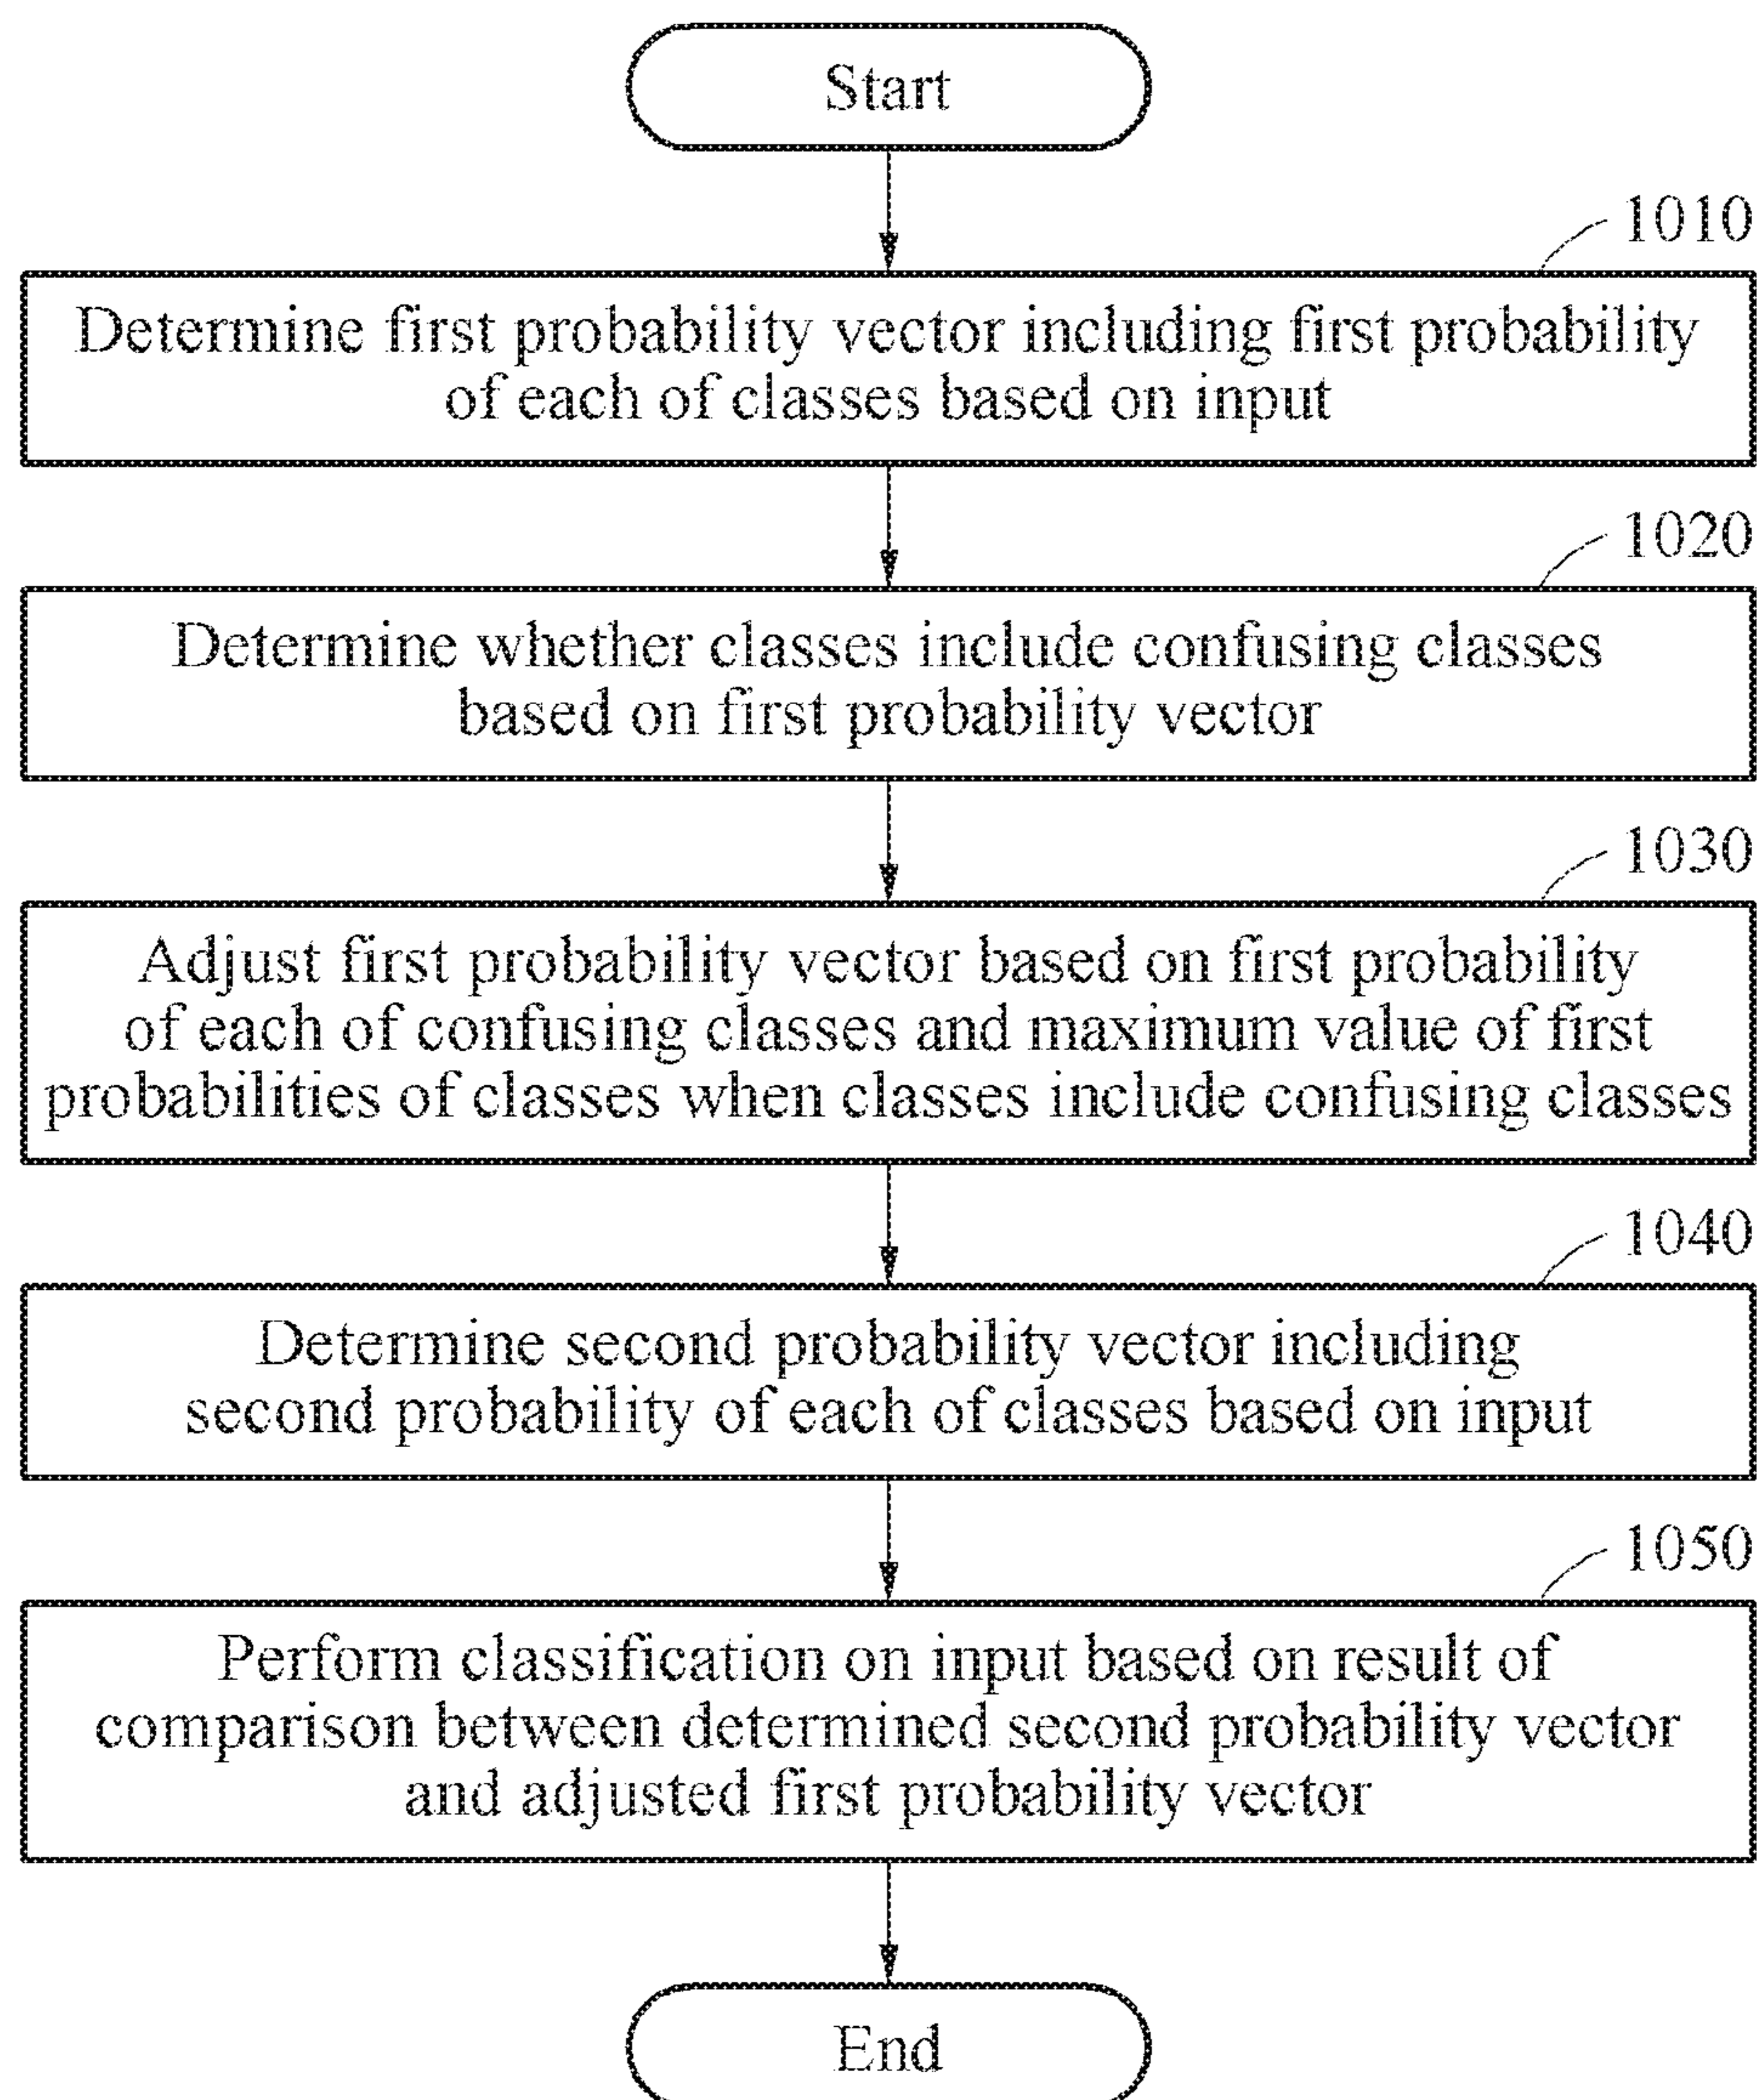 Start
1010
Determine first probability vector including first probability
of each of classes based on input
1020
Determine whether classes include confusing classes
based on first probability vector
1030
Adjust first probability vector based on first probability
of each of confusing classes and maximum value of first
probabilities of classes when classes include confusing classes
1040
Determine second probability vector including
second probability of each of classes based on input
1050
Perform classification on input based on result of
comparison between determined second probability vector
and adjusted first probability vector
End